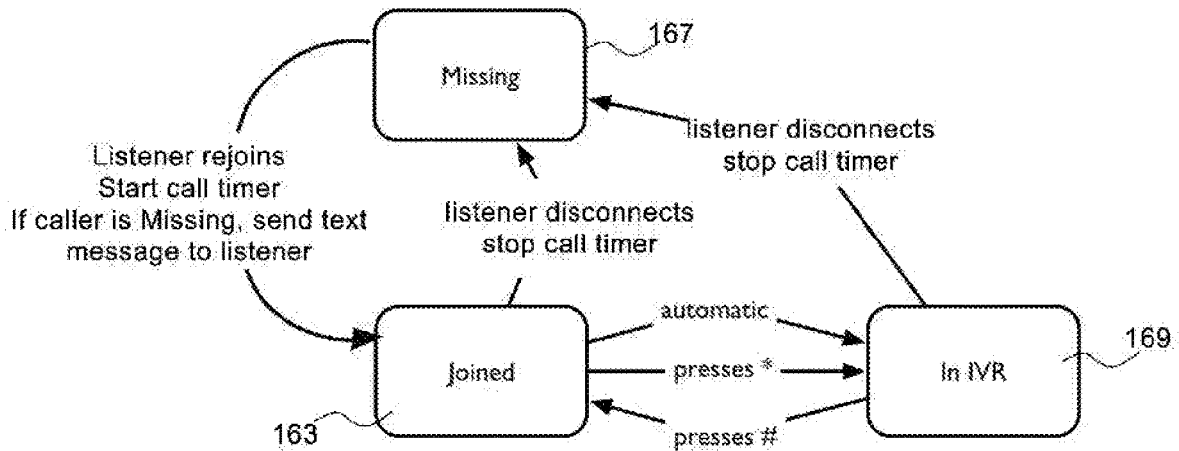 167
Missing
listener disconnects
stop call timer
Listener rejoins
Start call timer
If caller is Missing, send text
message to listener
listener disconnects
stop call timer
automatic
Joined
presses *
In IVR
169
163
presses #